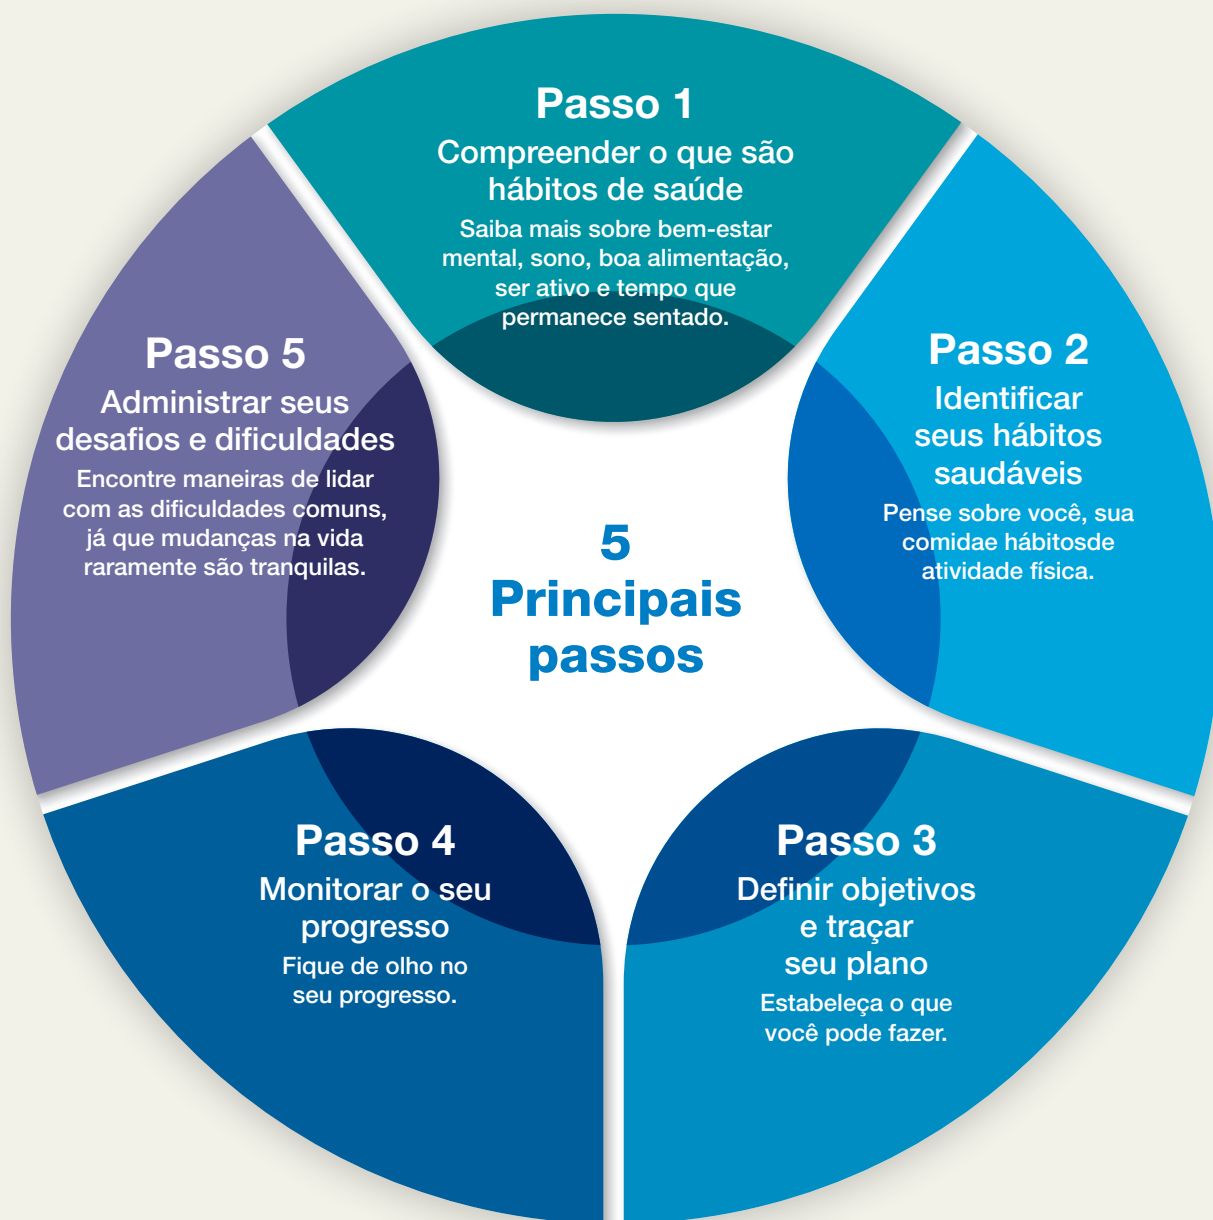 Passo 1
Compreender o que são
hábitos de saúde
Saiba mais sobre bem-estar
mental, sono, boa alimentação,
ser ativo e tempo que
permanece sentado.
Passo 2
Identificar
seus hábitos
saudáveis
Pense sobre você, sua
comidae hábitosde
atividade física.
Passo 3
Definir objetivos
e traçar
seu plano
Estabeleça o que
você pode fazer.
Passo 4
Monitorar o seu
progresso
Fique de olho no
seu progresso.
Passo 5
Administrar seus
desafios e dificuldades
Encontre maneiras de lidar
com as dificuldades comuns,
já que mudanças na vida
raramente são tranquilas.
5
Principais
passos